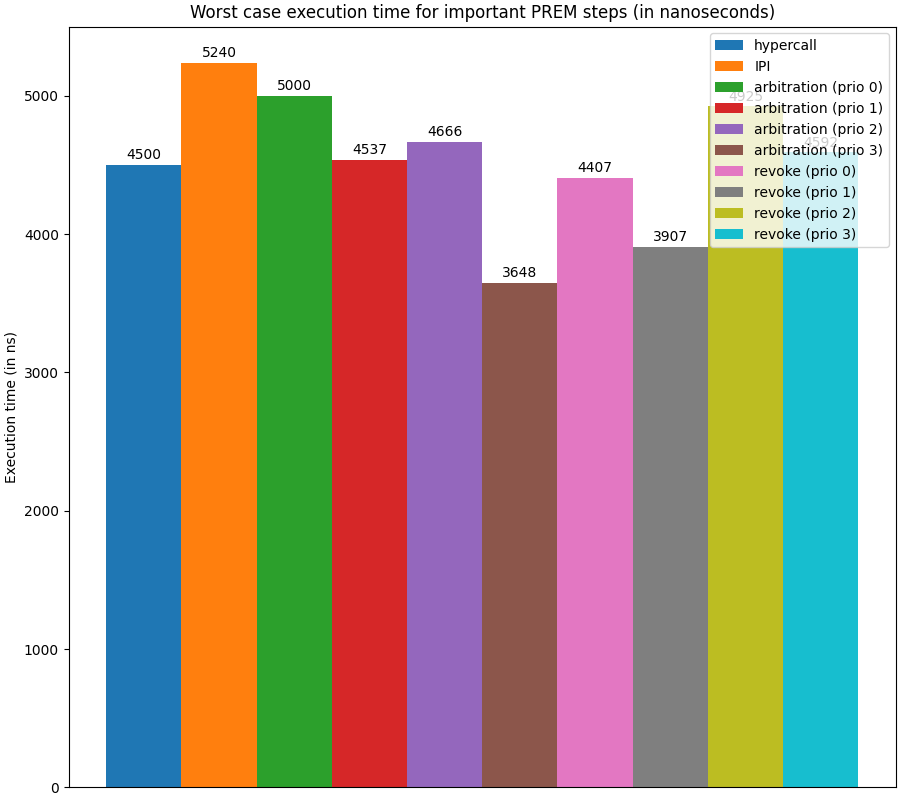 Worst case execution time for important PREM steps (in nanoseconds)
Execution time (in ns)
5000
4000
3000
2000
1000
0
4500
5240
5000
4537
4666
3648
4407
3907
4925
4592
hypercall
IPI
arbitration (prio 0)
arbitration (prio 1)
arbitration (prio 2)
arbitration (prio 3)
revoke (prio 0)
revoke (prio 1)
revoke (prio 2)
revoke (prio 3)